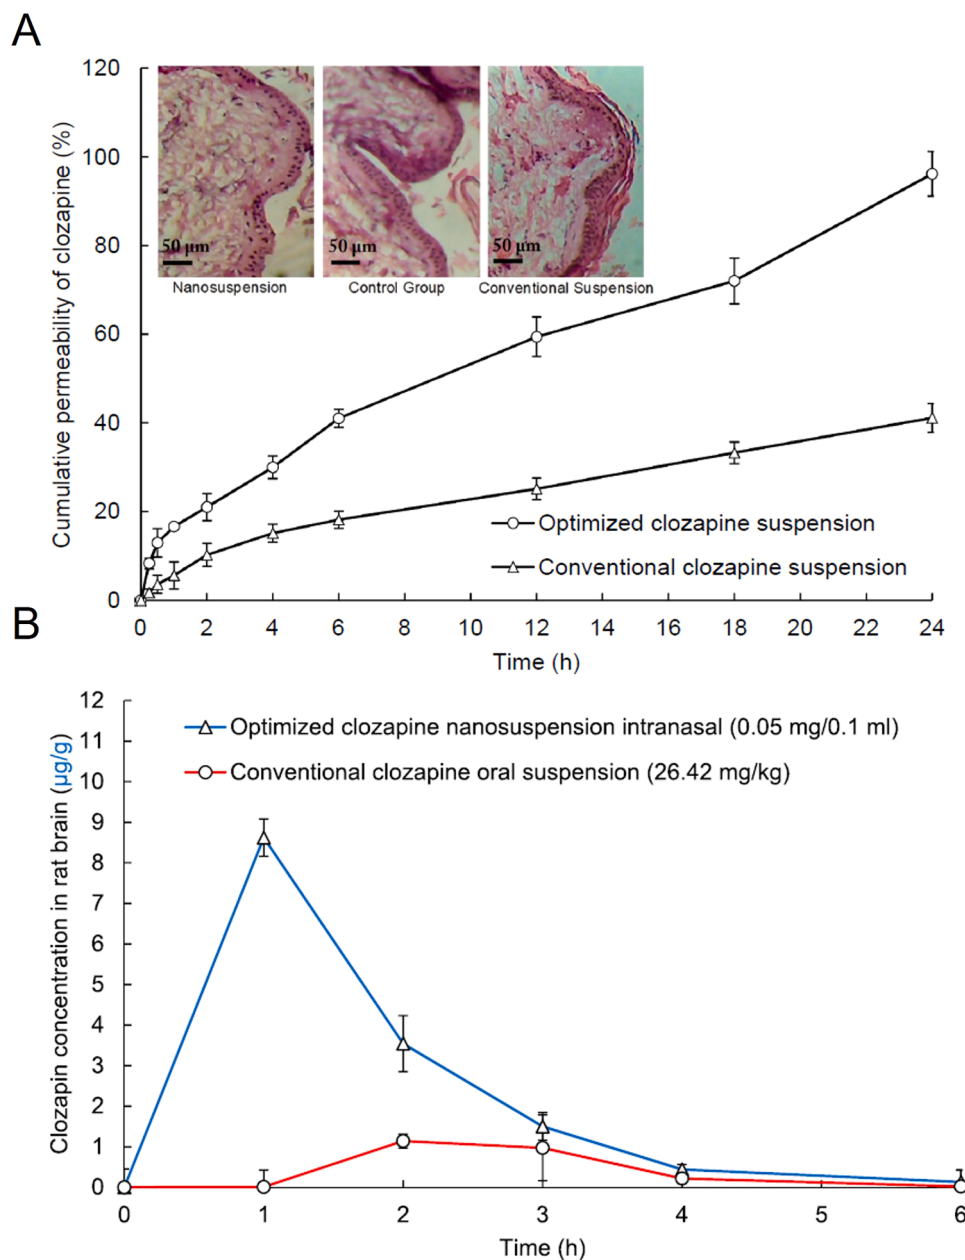 A
120
100
80
60
40
20
0
Cumulative permeability of clozapine (%)
50 µm
50 µm
50 µm
Nanosuspension
Control Group
Conventional Suspension
Optimized clozapine suspension
Conventional clozapine suspension
0 2 4 6 8 10 12 14 16 18 20 22 24
Time (h)
B
12
11
10
9
8
7
6
5
4
3
2
1
0
Clozapin concentration in rat brain (µg/g)
Optimized clozapine nanosuspension intranasal (0.05 mg/0.1 ml)
Conventional clozapine oral suspension (26.42 mg/kg)
0 1 2 3 4 5 6
Time (h)